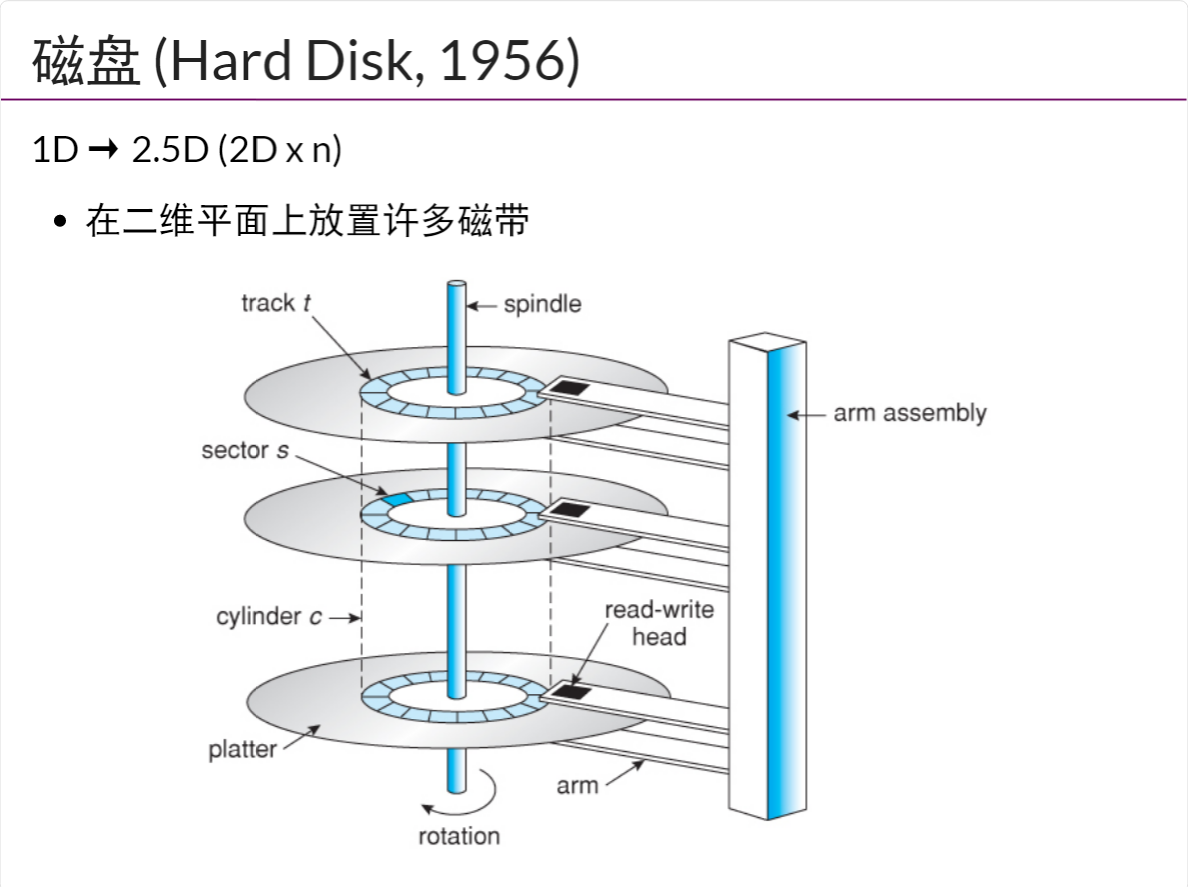 磁盘 (Hard Disk, 1956)
1D → 2.5D (2D x n)
• 在二维平面上放置许多磁带
track t
spindle
arm assembly
sector s
cylinder c
read-write
head
platter
arm
rotation